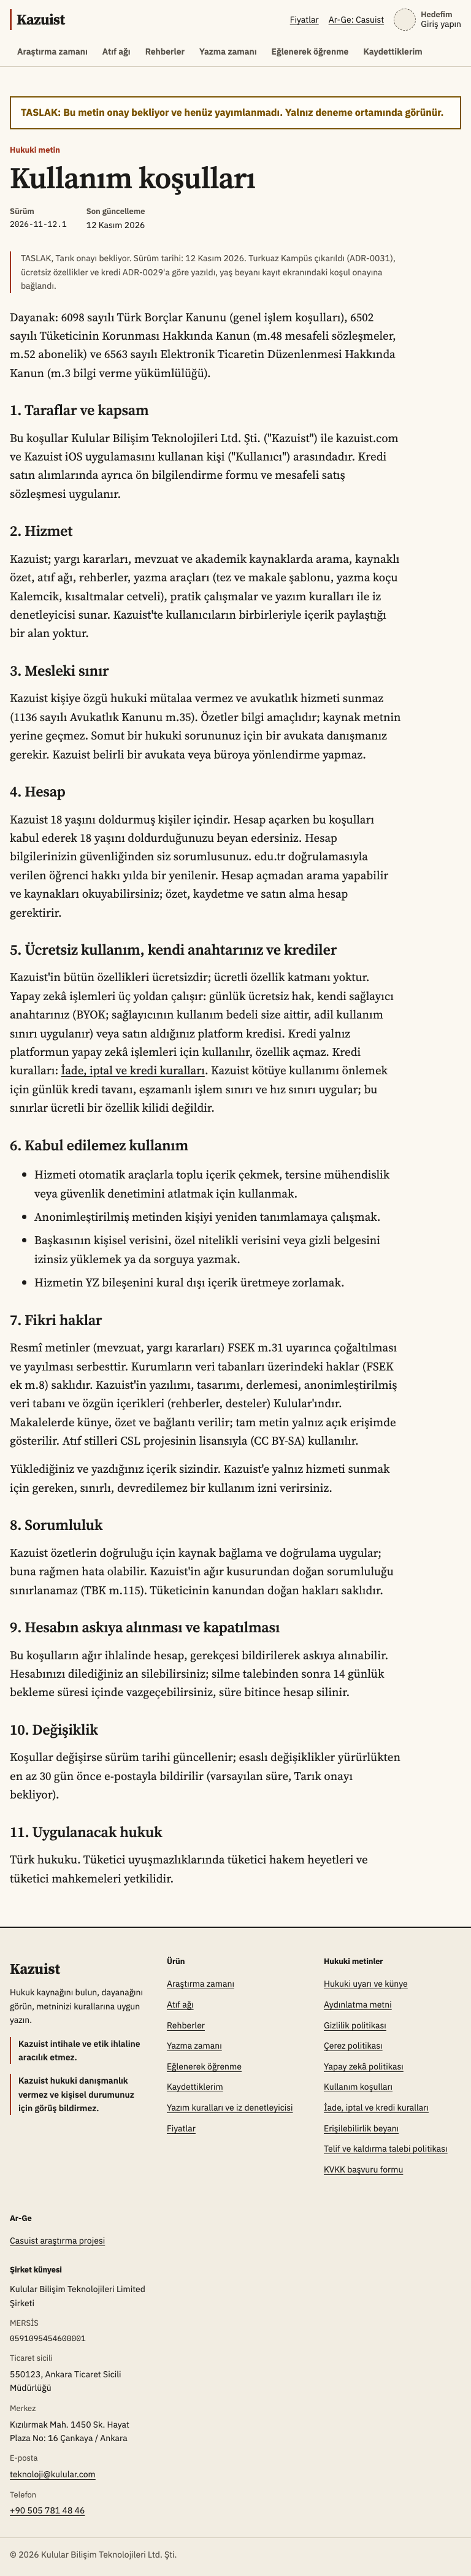 Kazuist
Fiyatlar
Ar-Ge: Casuist
Hedefim
Giriş yapın
Araştırma zamanı
Atıf ağı
Rehberler
Yazma zamanı
Eğlenerek öğrenme
Kaydettiklerim
TASLAK: Bu metin onay bekliyor ve henüz yayımlanmadı. Yalnız deneme ortamında görünür.
Hukuki metin
Kullanım koşulları
Sürüm
2026-11-12.1
Son güncelleme
12 Kasım 2026
TASLAK, Tarık onayı bekliyor. Sürüm tarihi: 12 Kasım 2026. Turkuaz Kampüs çıkarıldı (ADR-0031),
ücretsiz özellikler ve kredi ADR-0029'a göre yazıldı, yaş beyanı kayıt ekranındaki koşul onayına
bağlandı.
Dayanak: 6098 sayılı Türk Borçlar Kanunu (genel işlem koşulları), 6502
sayılı Tüketicinin Korunması Hakkında Kanun (m.48 mesafeli sözleşmeler,
m.52 abonelik) ve 6563 sayılı Elektronik Ticaretin Düzenlenmesi Hakkında
Kanun (m.3 bilgi verme yükümlülüğü).
1. Taraflar ve kapsam
Bu koşullar Kulular Bilişim Teknolojileri Ltd. Şti. ("Kazuist") ile kazuist.com
ve Kazuist iOS uygulamasını kullanan kişi ("Kullanıcı") arasındadır. Kredi
satın alımlarında ayrıca ön bilgilendirme formu ve mesafeli satış
sözleşmesi uygulanır.
2. Hizmet
Kazuist; yargı kararları, mevzuat ve akademik kaynaklarda arama, kaynaklı
özet, atıf ağı, rehberler, yazma araçları (tez ve makale şablonu, yazma koçu
Kalemcik, kısaltmalar cetveli), pratik çalışmalar ve yazım kuralları ile iz
denetleyicisi sunar. Kazuist'te kullanıcıların birbirleriyle içerik paylaştığı
bir alan yoktur.
3. Mesleki sınır
Kazuist kişiye özgü hukuki mütalaa vermez ve avukatlık hizmeti sunmaz
(1136 sayılı Avukatlık Kanunu m.35). Özetler bilgi amaçlıdır; kaynak metnin
yerine geçmez. Somut bir hukuki sorununuz için bir avukata danışmanız
gerekir. Kazuist belirli bir avukata veya büroya yönlendirme yapmaz.
4. Hesap
Kazuist 18 yaşını doldurmuş kişiler içindir. Hesap açarken bu koşulları
kabul ederek 18 yaşını doldurduğunuzu beyan edersiniz. Hesap
bilgilerinizin güvenliğinden siz sorumlusunuz. edu.tr doğrulamasıyla
verilen öğrenci hakkı yılda bir yenilenir. Hesap açmadan arama yapabilir
ve kaynakları okuyabilirsiniz; özet, kaydetme ve satın alma hesap
gerektirir.
5. Ücretsiz kullanım, kendi anahtarınız ve krediler
Kazuist'in bütün özellikleri ücretsizdir; ücretli özellik katmanı yoktur.
Yapay zekâ işlemleri üç yoldan çalışır: günlük ücretsiz hak, kendi sağlayıcı
anahtarınız (BYOK; sağlayıcının kullanım bedeli size aittir, adil kullanım
sınırı uygulanır) veya satın aldığınız platform kredisi. Kredi yalnız
platformun yapay zekâ işlemleri için kullanılır, özellik açmaz. Kredi
kuralları: İade, iptal ve kredi kuralları. Kazuist kötüye kullanımı önlemek
için günlük kredi tavanı, eşzamanlı işlem sınırı ve hız sınırı uygular; bu
sınırlar ücretli bir özellik kilidi değildir.
6. Kabul edilemez kullanım
• Hizmeti otomatik araçlarla toplu içerik çekmek, tersine mühendislik
veya güvenlik denetimini atlatmak için kullanmak.
• Anonimleştirilmiş metinden kişiyi yeniden tanımlamaya çalışmak.
• Başkasının kişisel verisini, özel nitelikli verisini veya gizli belgesini
izinsiz yüklemek ya da sorguya yazmak.
• Hizmetin YZ bileşenini kural dışı içerik üretmeye zorlamak.
7. Fikri haklar
Resmî metinler (mevzuat, yargı kararları) FSEK m.31 uyarınca çoğaltılması
ve yayılması serbesttir. Kurumların veri tabanları üzerindeki haklar (FSEK
ek m.8) saklıdır. Kazuist'in yazılımı, tasarımı, derlemesi, anonimleştirilmiş
veri tabanı ve özgün içerikleri (rehberler, desteler) Kulular'ındır.
Makalelerde künye, özet ve bağlantı verilir; tam metin yalnız açık erişimde
gösterilir. Atıf stilleri CSL projesinin lisansıyla (CC BY-SA) kullanılır.
Yüklediğiniz ve yazdığınız içerik sizindir. Kazuist'e yalnız hizmeti sunmak
için gereken, sınırlı, devredilemez bir kullanım izni verirsiniz.
8. Sorumluluk
Kazuist özetlerin doğruluğu için kaynak bağlama ve doğrulama uygular;
buna rağmen hata olabilir. Kazuist'in ağır kusurundan doğan sorumluluğu
sınırlanamaz (TBK m.115). Tüketicinin kanundan doğan hakları saklıdır.
9. Hesabın askıya alınması ve kapatılması
Bu koşulların ağır ihlalinde hesap, gerekçesi bildirilerek askıya alınabilir.
Hesabınızı dilediğiniz an silebilirsiniz; silme talebinden sonra 14 günlük
bekleme süresi içinde vazgeçebilirsiniz, süre bitince hesap silinir.
10. Değişiklik
Koşullar değişirse sürüm tarihi güncellenir; esaslı değişiklikler yürürlükten
en az 30 gün önce e-postayla bildirilir (varsayılan süre, Tarık onayı
bekliyor).
11. Uygulanacak hukuk
Türk hukuku. Tüketici uyuşmazlıklarında tüketici hakem heyetleri ve
tüketici mahkemeleri yetkilidir.
Kazuist
Hukuk kaynağını bulun, dayanağını
görün, metninizi kurallarına uygun
yazın.
Kazuist intihale ve etik ihlaline
aracılık etmez.
Kazuist hukuki danışmanlık
vermez ve kişisel durumunuz
için görüş bildirmez.
Ürün
Araştırma zamanı
Atıf ağı
Rehberler
Yazma zamanı
Eğlenerek öğrenme
Kaydettiklerim
Yazım kuralları ve iz denetleyicisi
Fiyatlar
Hukuki metinler
Hukuki uyarı ve künye
Aydınlatma metni
Gizlilik politikası
Çerez politikası
Yapay zekâ politikası
Kullanım koşulları
İade, iptal ve kredi kuralları
Erişilebilirlik beyanı
Telif ve kaldırma talebi politikası
KVKK başvuru formu
Ar-Ge
Casuist araştırma projesi
Şirket künyesi
Kulular Bilişim Teknolojileri Limited
Şirketi
MERSİS
0591095454600001
Ticaret sicili
550123, Ankara Ticaret Sicili
Müdürlüğü
Merkez
Kızılırmak Mah. 1450 Sk. Hayat
Plaza No: 16 Çankaya / Ankara
E-posta
teknoloji@kulular.com
Telefon
+90 505 781 48 46
© 2026 Kulular Bilişim Teknolojileri Ltd. Şti.